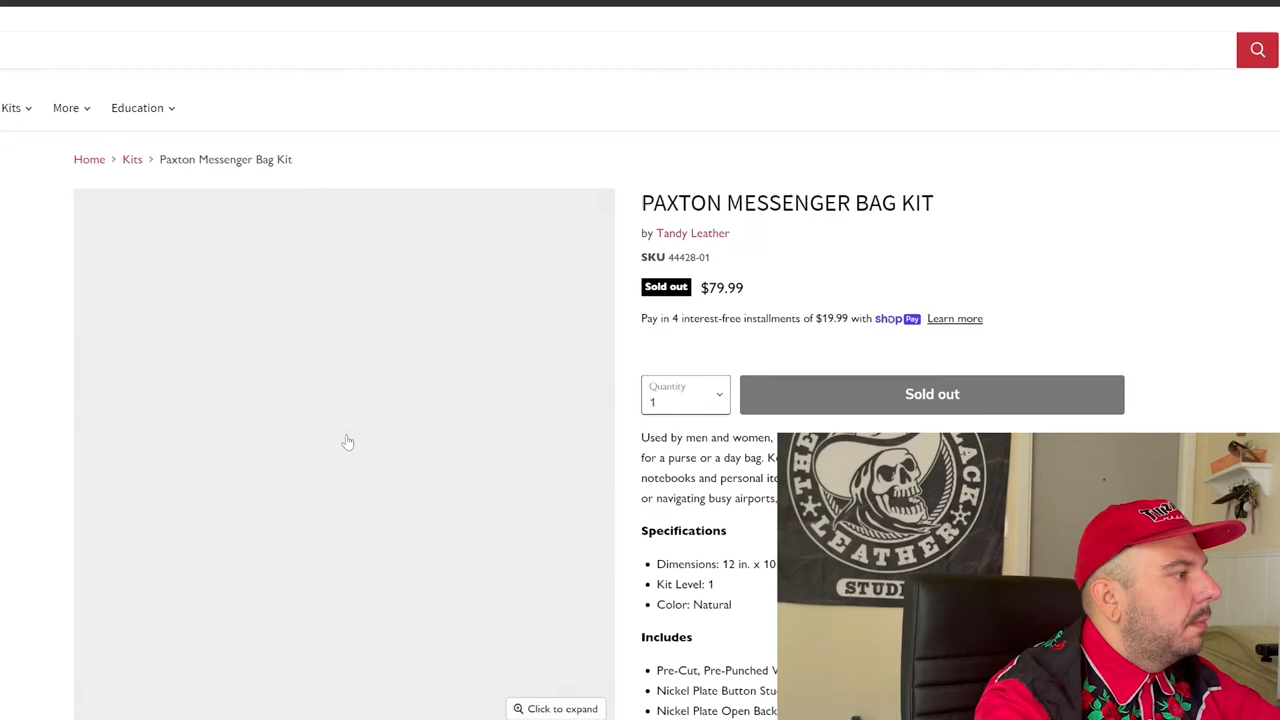 Kits
More
Education
Home > Kits > Paxton Messenger Bag Kit
PAXTON MESSENGER BAG KIT
by Tandy Leather
SKU 44428-01
Sold out $79.99
Pay in 4 interest-free installments of $19.99 with shop Pay Learn more
Quantity
1
Sold out
Used by men and women,
for a purse or a day bag.
notebooks and personal
or navigating busy airports,
Specifications
Dimensions: 12 in. x 10
Kit Level: 1
Color: Natural
Includes
Pre-Cut, Pre-Punched
Nickel Plate Button
Nickel Plate Open Back
Click to expand
THE
LACK
LEATHER